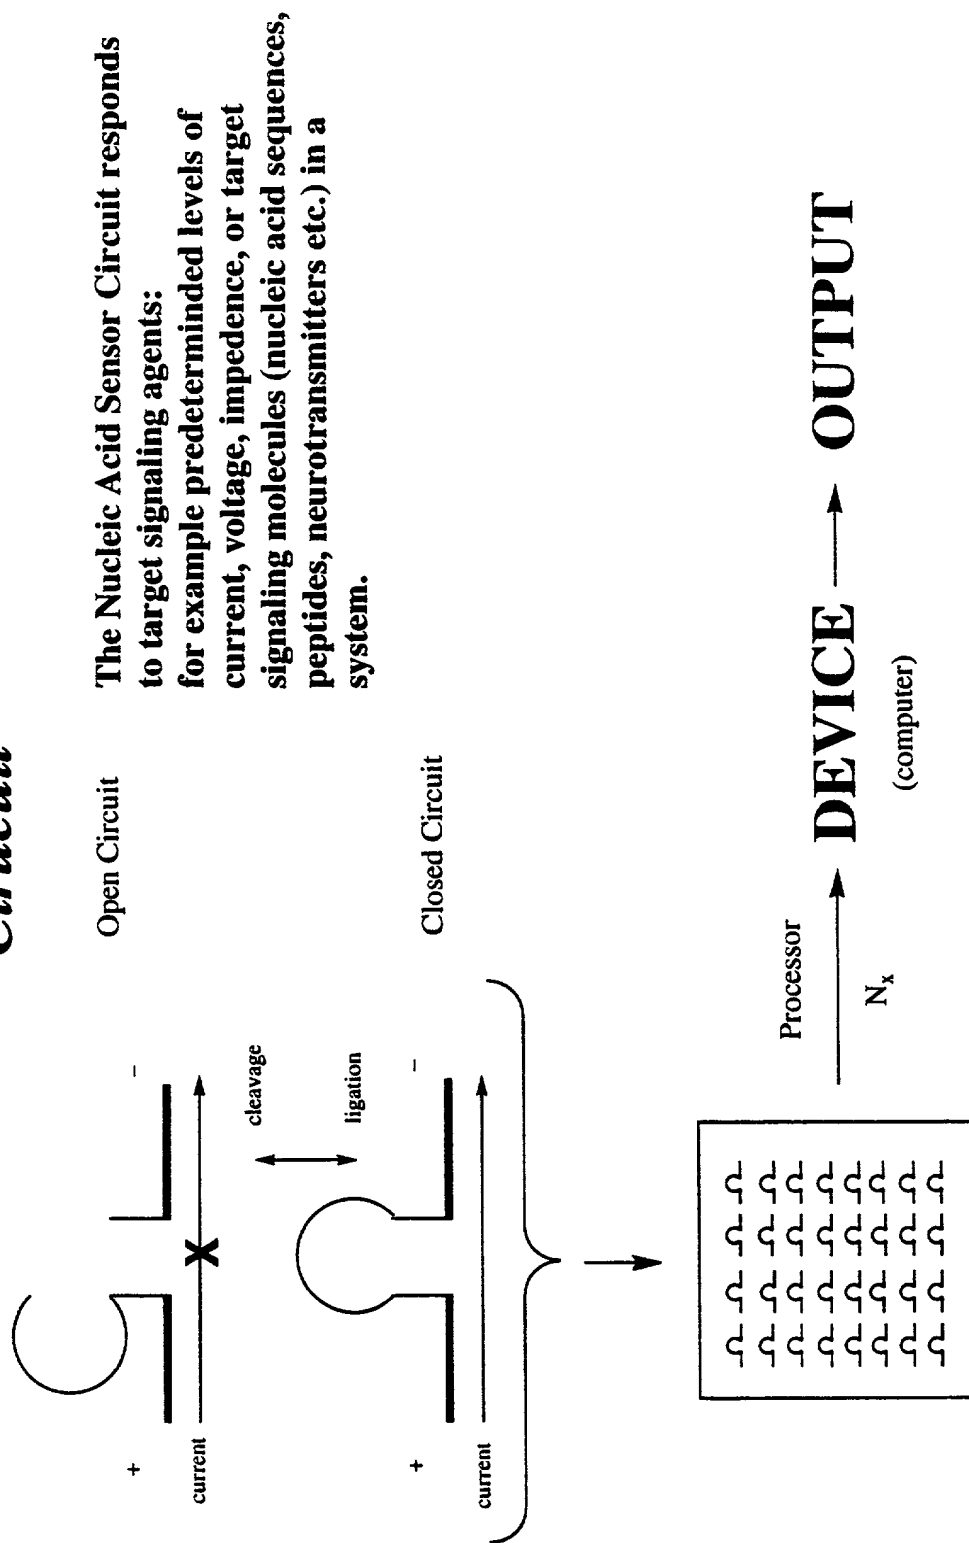 Ciruciu
Open Circuit
The Nucleic Acid Sensor Circuit responds
to target signaling agents:
for example predeterminded levels of
current, voltage, impedence, or target
signaling molecules (nucleic acid sequences,
peptides, neurotransmitters etc.) in a
system.
+
-
current
X
cleavage
ligation
Closed Circuit
+
-
current
Processor
Nx
DEVICE
(computer)
OUTPUT